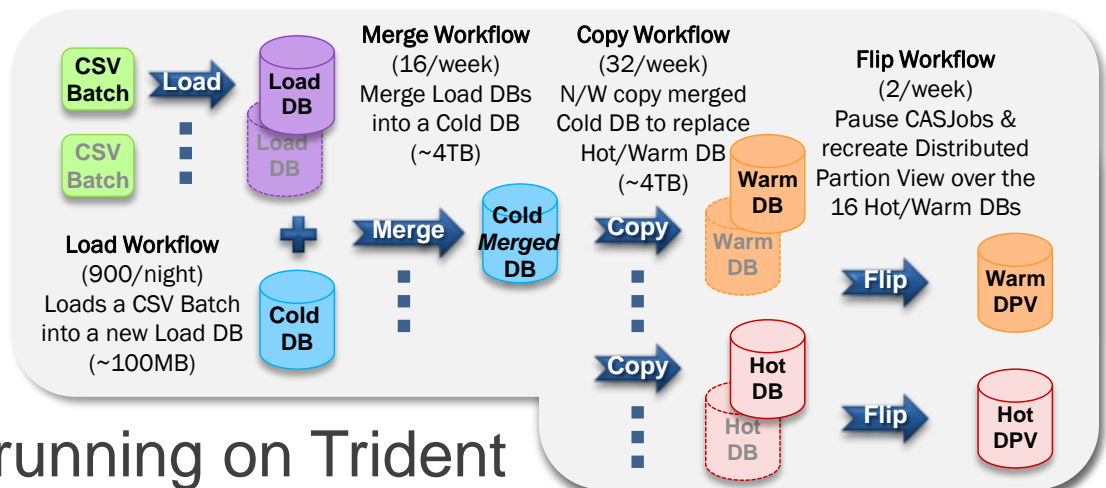 CSV
Batch
Load
Load
DB
Load
DB
CSV
Batch
Load Workflow
(900/night)
Loads a CSV Batch
into a new Load DB
(~100MB)
Cold
DB
Merge Workflow
(16/week)
Merge Load DBs
into a Cold DB
(~4TB)
Merge
Cold
Merged
DB
Copy Workflow
(32/week)
N/W copy merged
Cold DB to replace
Hot/Warm DB
(~4TB)
Copy
Warm
DB
Warm
DB
Copy
Hot
DB
Hot
DB
Flip Workflow
(2/week)
Pause CASJobs &
recreate Distributed
Partion View over the
16 Hot/Warm DBs
Flip
Warm
DPV
Flip
Hot
DPV
running on Trident